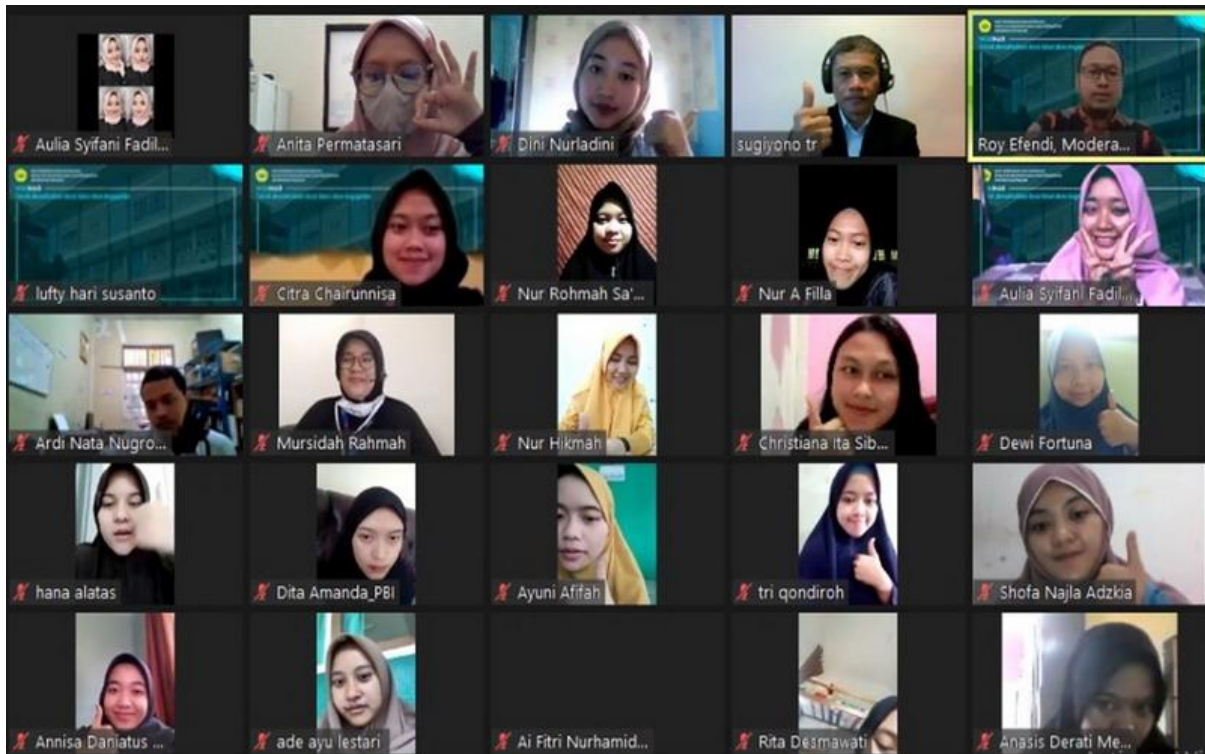 Aulia Syifani Fadil...
Anita Permatasari
Dini Nurladini
sugiyono tr
Roy Efendi, Modera...
lufty hari susanto
Citra Chairunnisa
Nur Rohmah Sa'...
Nur A Filla
Aulia Syifani Fadil...
Ardi Nata Nugro...
Mursidah Rahmah
Nur Hikmah
Christiana Ita Sib...
Dewi Fortuna
hana alatas
Dita Amanda_PBI
Ayuni Afifah
tri qondiroh
Shofa Najla Adzkia
Annisa Daniatus ...
ade ayu lestari
Ai Fitri Nurhamid...
Rita Desmawati
Anasis Derati Me...